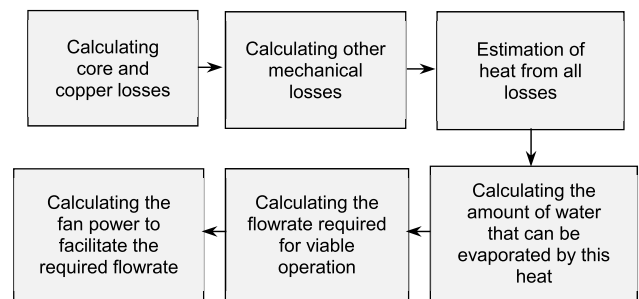 Calculating
core and
copper losses
Calculating other
mechanical
losses
Estimation of
heat from all
losses
Calculating the
amount of water
that can be
evaporated by this
heat
Calculating the
flowrate required
for viable
operation
Calculating the
fan power to
facilitate the
required flowrate